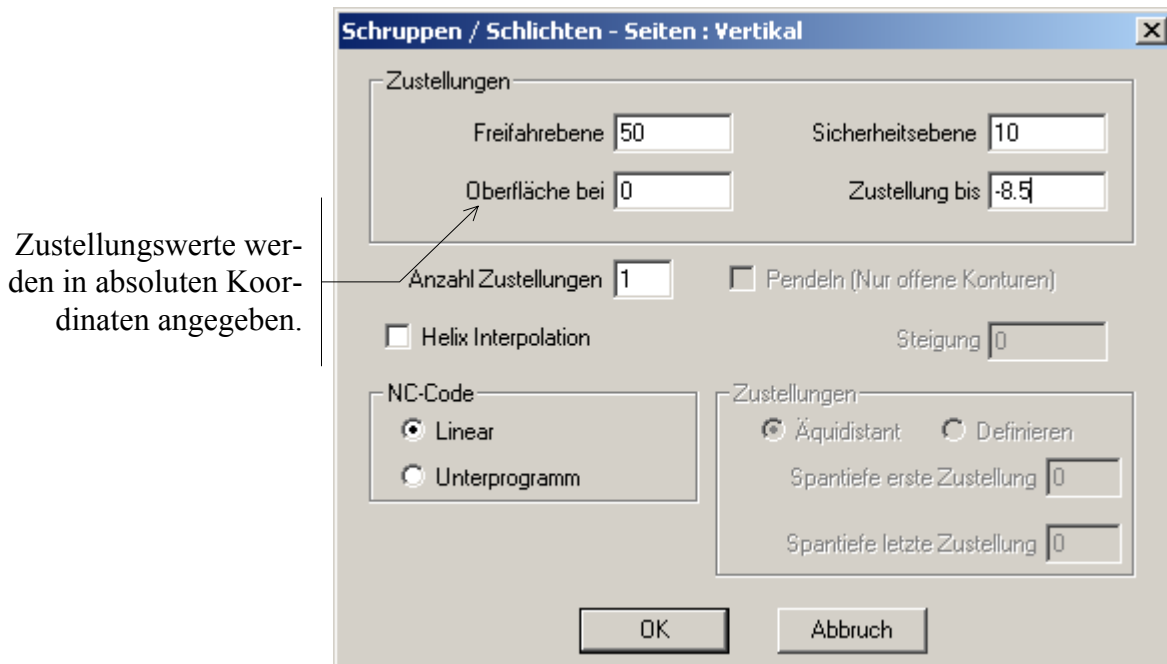 Schruppen / Schlichten - Seiten : Vertikal
Zustellungen
Freifahrebene 50 Sicherheitsebene 10
Oberfläche bei 0 Zustellung bis -8.5
Zustellungswerte wer-
den in absoluten Koor-
dinaten angegeben.
Anzahl Zustellungen 1 Pendeln (Nur offene Konturen)
Helix Interpolation Steigung 0
NC-Code
Linear
Unterprogramm
Zustellungen
Äquidistant Definieren
Spantiefe erste Zustellung 0
Spantiefe letzte Zustellung 0
OK Abbruch